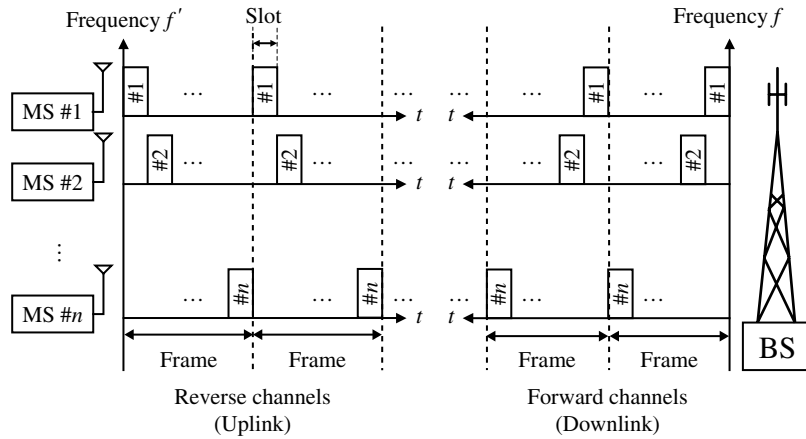 Frequency f′ Slot Frequency f
MS #1 #1 … #1 … … … … #1 … #1
t t
MS #2 #2 … #2 … … … … #2 … #2
t t
⋮
MS #n … #n … #n … … #n … #n …
t t
Frame Frame Frame Frame BS
Reverse channels Forward channels
(Uplink) (Downlink)